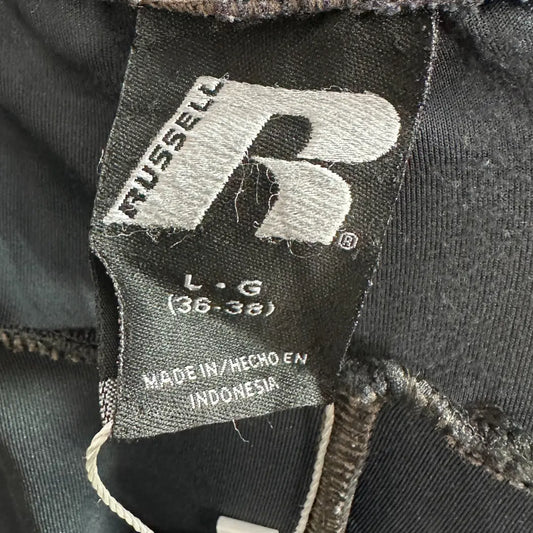 RUSSELL
R®
L • G
(36-38)
MADE IN/HECHO EN
INDONESIA